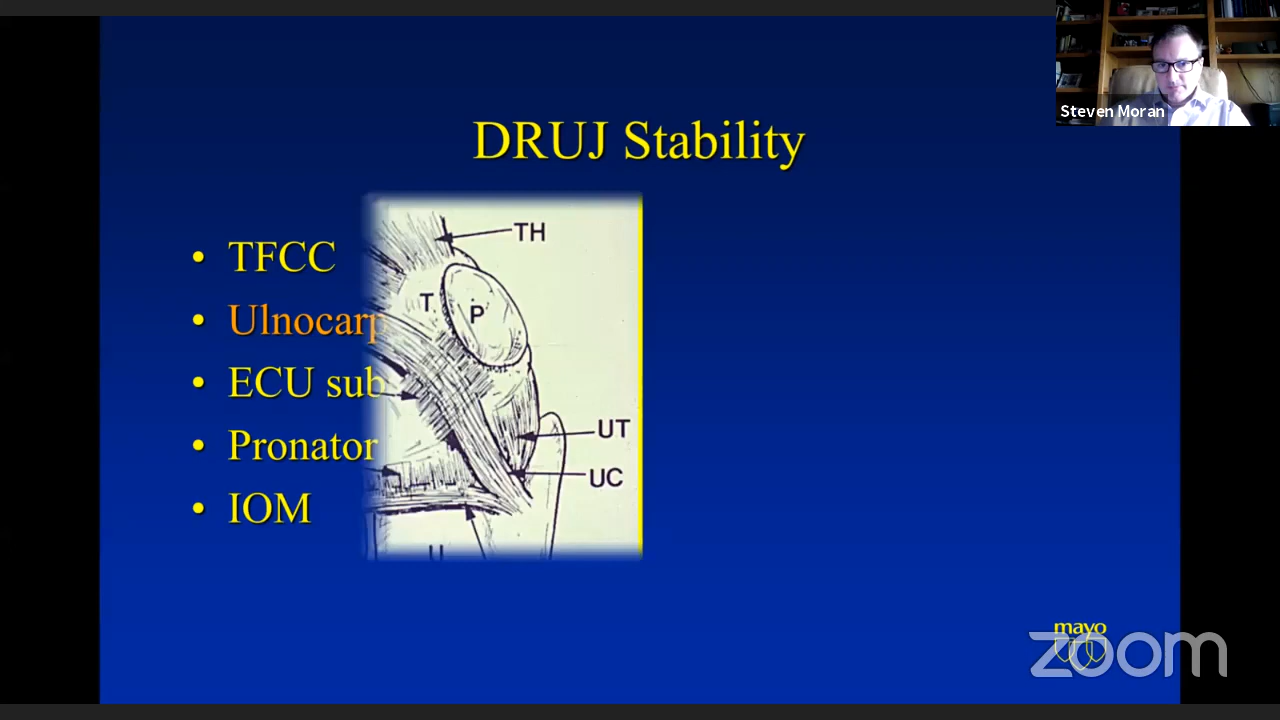 Steven Moran
DRUJ Stability
• TFCC
• Ulnocarp
• ECU sub
• Pronator
• IOM
TH
T
P
UT
UC
U
mayo
zoom